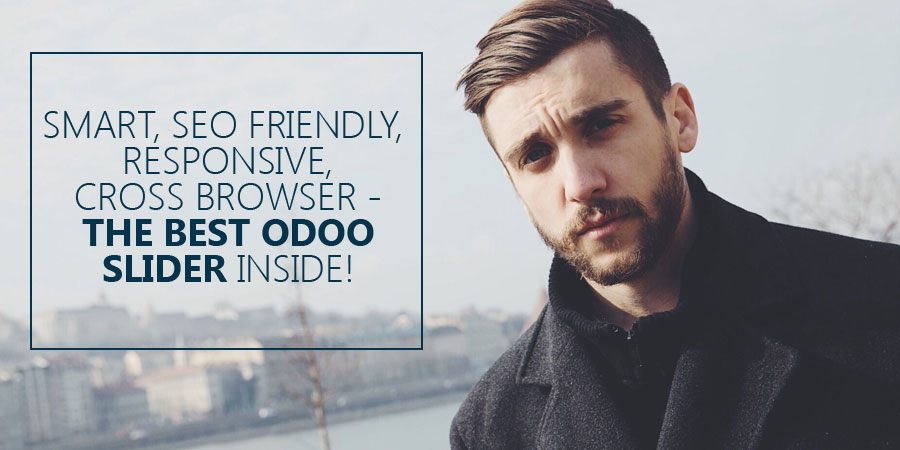 SMART, SEO FRIENDLY,
RESPONSIVE,
CROSS BROWSER -
THE BEST ODOO
SLIDER INSIDE!